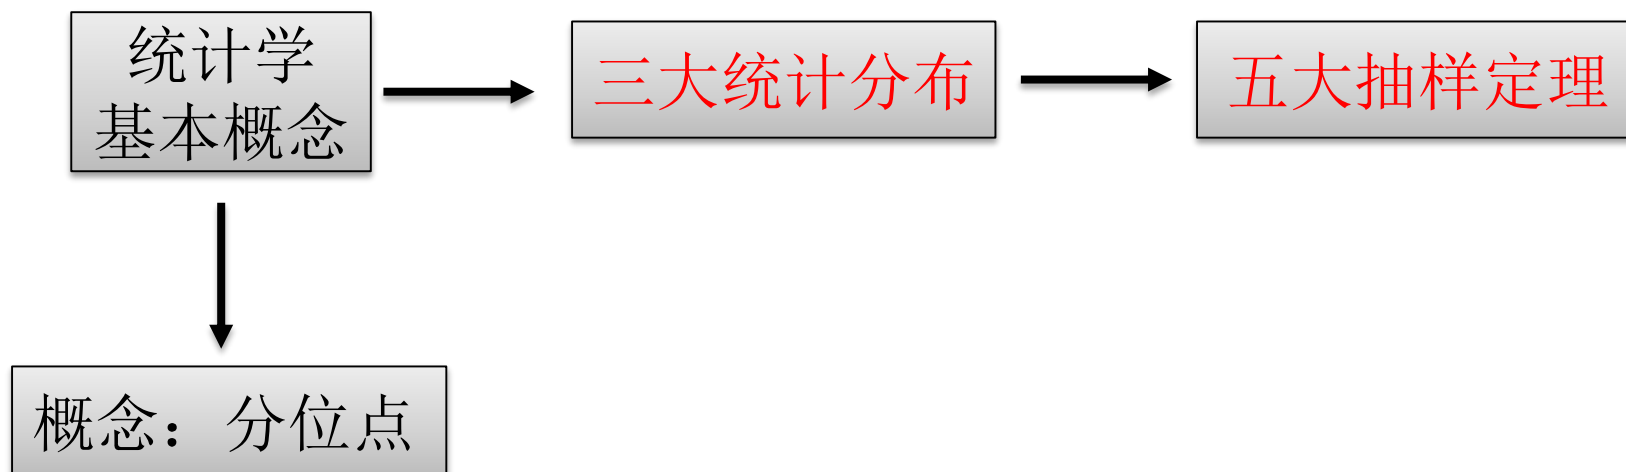 统计学
基本概念
三大统计分布
五大抽样定理
概念：分位点